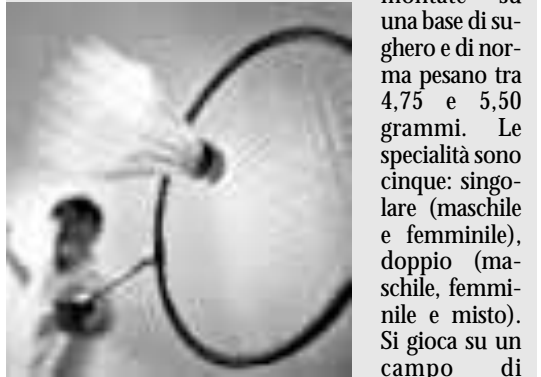 montate su
una base di su-
ghero e di nor-
ma pesano tra
4,75 e 5,50
grammi. Le
specialità sono
cinque: singo-
lare (maschile
e femminile),
doppio (ma-
schile, femmi-
nile e misto).
Si gioca su un
campo di